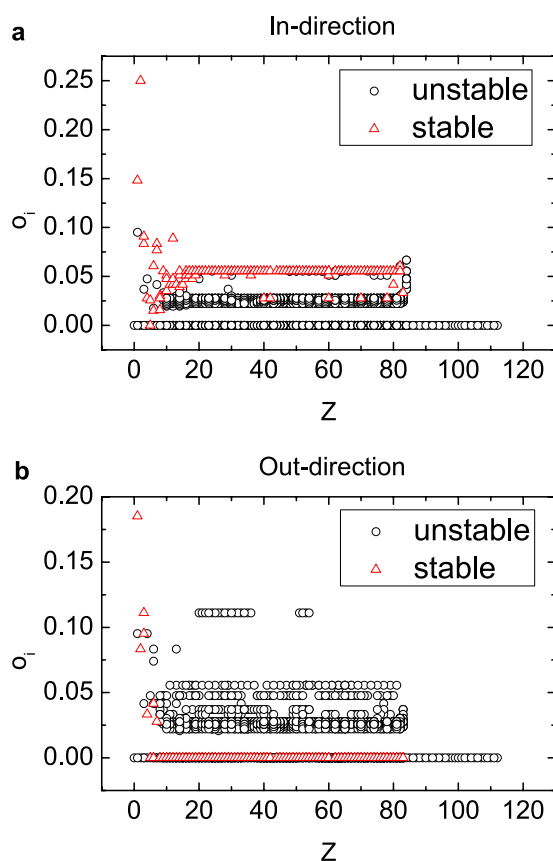 a
In-direction
unstable
stable
0.25
0.20
0.15
0.10
0.05
0.00
o_i
0 20 40 60 80 100 120
Z
b
Out-direction
unstable
stable
0.20
0.15
0.10
0.05
0.00
o_i
0 20 40 60 80 100 120
Z